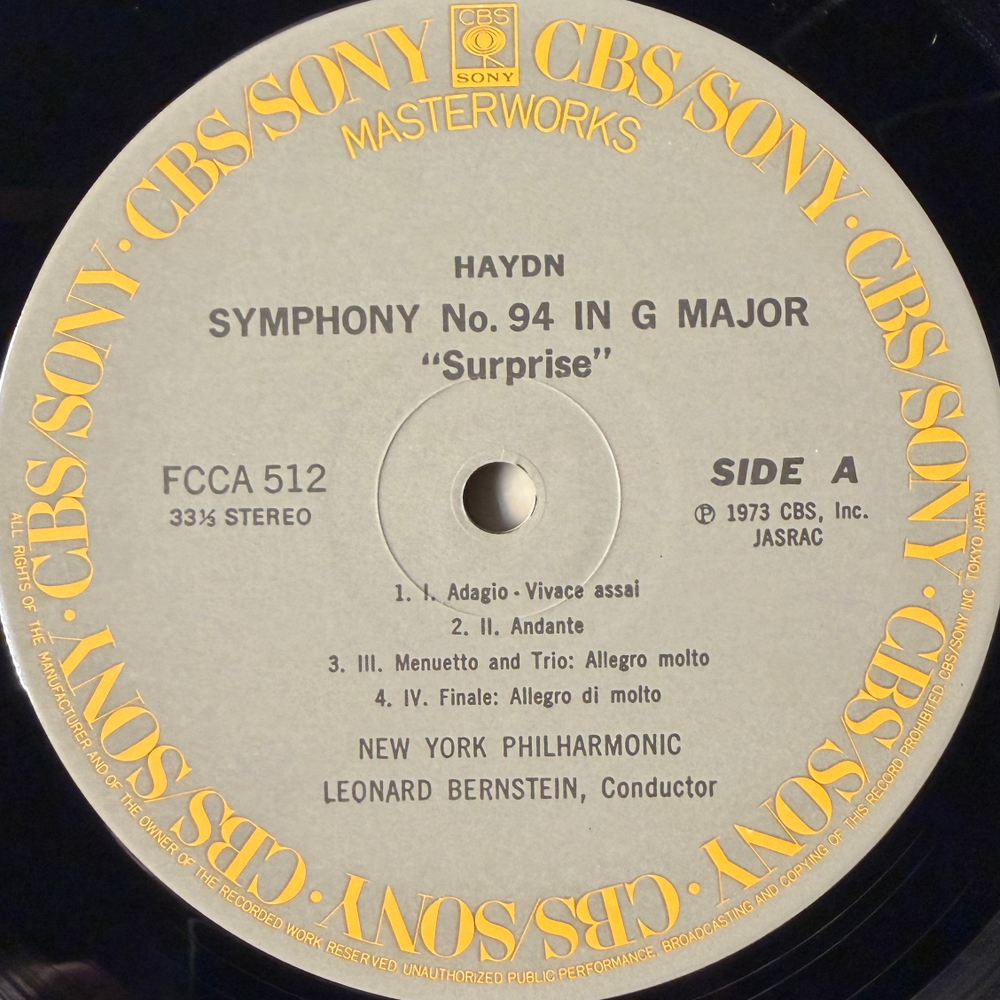 CBS
SONY
CBS/SONY · CBS/SONY · CBS/SONY · CBS/SONY · CBS/SONY · CBS/SONY · CBS/SONY · CBS/SONY · CBS/SONY
MASTERWORKS
HAYDN
SYMPHONY No. 94 IN G MAJOR
“Surprise”
FCCA 512
33⅓ STEREO
SIDE A
Ⓟ 1973 CBS, Inc.
JASRAC
1. I. Adagio - Vivace assai
2. II. Andante
3. III. Menuetto and Trio: Allegro molto
4. IV. Finale: Allegro di molto
NEW YORK PHILHARMONIC
LEONARD BERNSTEIN, Conductor
ALL RIGHTS OF THE MANUFACTURER AND OF THE OWNER OF THE RECORDED WORK RESERVED. UNAUTHORIZED PUBLIC PERFORMANCE, BROADCASTING AND COPYING OF THIS RECORD PROHIBITED CBS/SONY INC. TOKYO JAPAN.